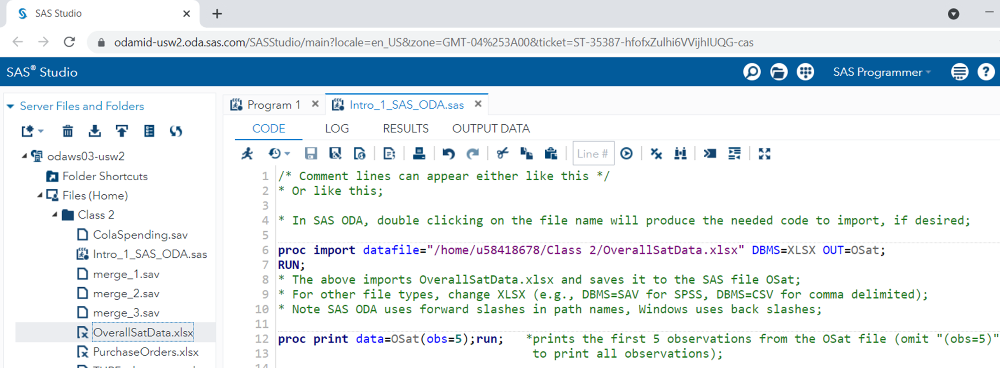 SAS Studio
odamid-usw2.oda.sas.com/SASStudio/main?locale=en_US&zone=GMT-04%253A00&ticket=ST-35387-hfofxZulhi6VVijhIUQG-cas
SAS® Studio
SAS Programmer
Server Files and Folders
odaws03-usw2
Folder Shortcuts
Files (Home)
Class 2
ColaSpending.sav
Intro_1_SAS_ODA.sas
merge_1.sav
merge_2.sav
merge_3.sav
OverallSatData.xlsx
PurchaseOrders.xlsx
Program 1
Intro_1_SAS_ODA.sas
CODE LOG RESULTS OUTPUT DATA
Line #
1 /* Comment lines can appear either like this */
2 * Or like this;
3
4 * In SAS ODA, double clicking on the file name will produce the needed code to import, if desired;
5
6 proc import datafile="/home/u58418678/Class 2/OverallSatData.xlsx" DBMS=XLSX OUT=OSat;
7 RUN;
8 * The above imports OverallSatData.xlsx and saves it to the SAS file OSat;
9 * For other file types, change XLSX (e.g., DBMS=SAV for SPSS, DBMS=CSV for comma delimited);
10 * Note SAS ODA uses forward slashes in path names, Windows uses back slashes;
11
12 proc print data=OSat(obs=5);run; *prints the first 5 observations from the OSat file (omit "(obs=5)"
13 to print all observations);
14